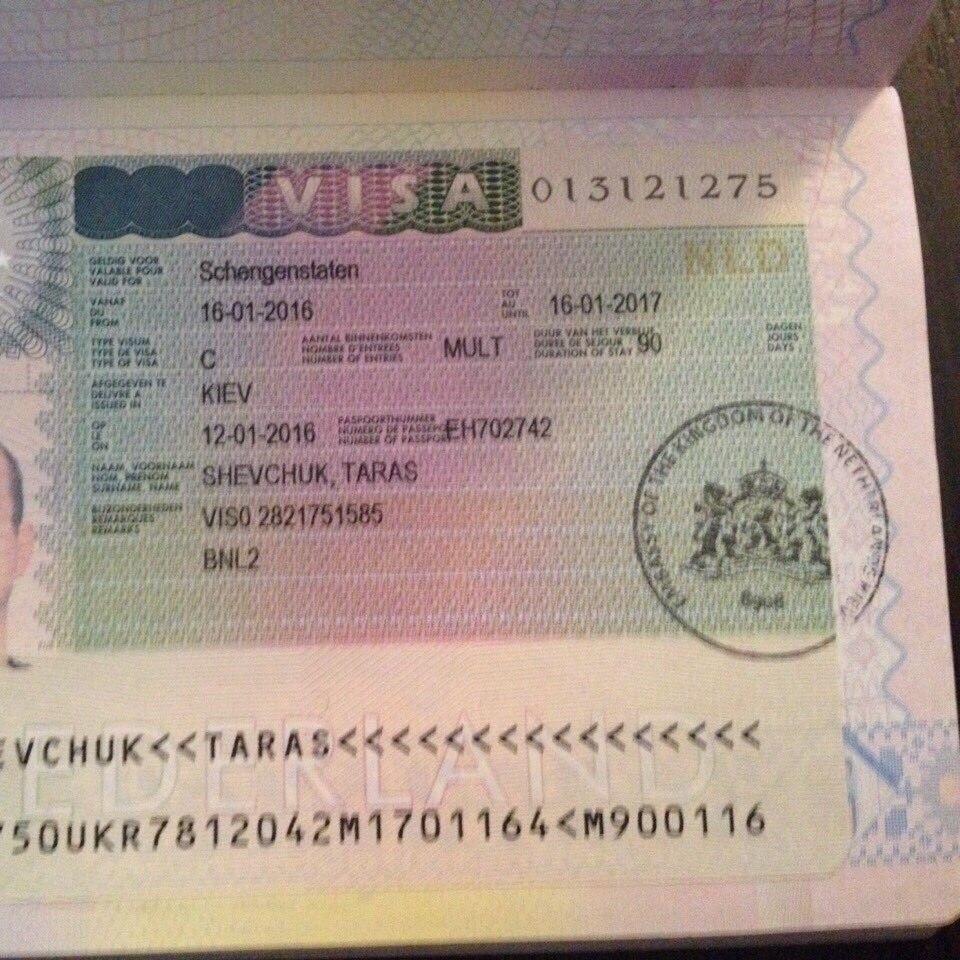 VISA 013121275
NLD
GELDIG VOOR
VALABLE POUR
VALID FOR
Schengenstaten
VANAF
DU
FROM
16-01-2016
TOT
AU
UNTIL
16-01-2017
TYPE VISUM
TYPE DE VISA
TYPE OF VISA
C
AANTAL BINNENKOMSTEN
NOMBRE D'ENTREES
NUMBER OF ENTRIES
MULT
DUUR VAN HET VERBLIJF
DUREE DE SEJOUR
DURATION OF STAY
90
DAGEN
JOURS
DAYS
AFGEGEVEN TE
DELIVRE A
ISSUED IN
KIEV
OP
LE
ON
12-01-2016
PASPOORTNUMMER
NUMERO DE PASSEPORT
NUMBER OF PASSPORT
EH702742
NAAM, VOORNAAM
NOM, PRENOM
SURNAME, NAME
SHEVCHUK, TARAS
BIJZONDERHEDEN
REMARQUES
REMARKS
VIS0 2821751585
BNL2
EMBASSY OF THE KINGDOM OF THE NETHERLANDS KIEV
NEDERLAND
EVCHUK<<TARAS<<<<<<<<<<<<<<<<<
50UKR7812042M1701164<M900116